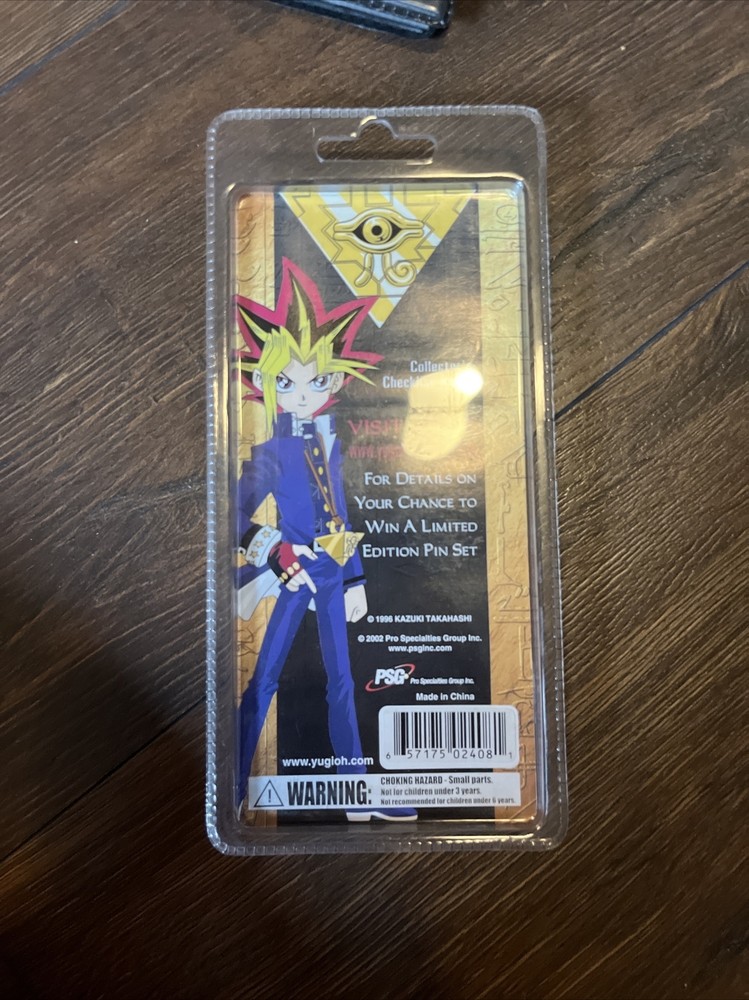 VISIT
FOR DETAILS ON
YOUR CHANCE TO
WIN A LIMITED
EDITION PIN SET
© 1996 KAZUKI TAKAHASHI
© 2002 Pro Specialties Group Inc.
www.psginc.com
PSG Pro Specialties Group Inc.
Made in China
6 57175 02408 1
www.yugioh.com
WARNING:
CHOKING HAZARD - Small parts.
Not for children under 3 years.
Not recommended for children under 6 years.